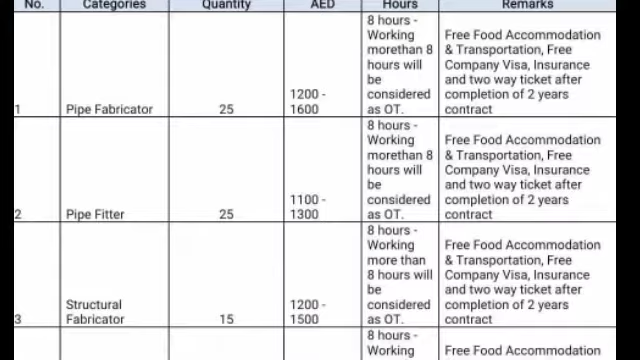 No. Categories Quantity AED Hours Remarks
8 hours -
Working
morethan 8
hours will
be
considered
as OT.
Free Food Accommodation
& Transportation, Free
Company Visa, Insurance
and two way ticket after
completion of 2 years
contract
1200 -
1600
1 Pipe Fabricator 25
8 hours -
Working
morethan 8
hours will
be
considered
as OT.
Free Food Accommodation
& Transportation, Free
Company Visa, Insurance
and two way ticket after
completion of 2 years
contract
1100 -
1300
2 Pipe Fitter 25
8 hours -
Working
more than
8 hours will
be
considered
as OT.
Free Food Accommodation
& Transportation, Free
Company Visa, Insurance
and two way ticket after
completion of 2 years
contract
1200 -
1500
Structural
Fabricator
3 15
8 hours -
Working
Free Food Accommodation